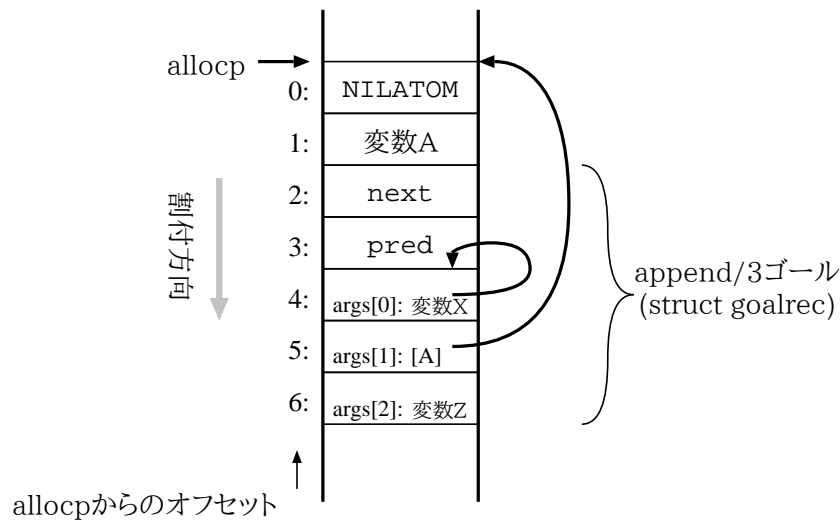 allocp
0: NILATOM
1: 変数A
2: next
3: pred
4: args[0]: 変数X
5: args[1]: [A]
6: args[2]: 変数Z
割付方向
append/3ゴール
(struct goalrec)
allocpからのオフセット